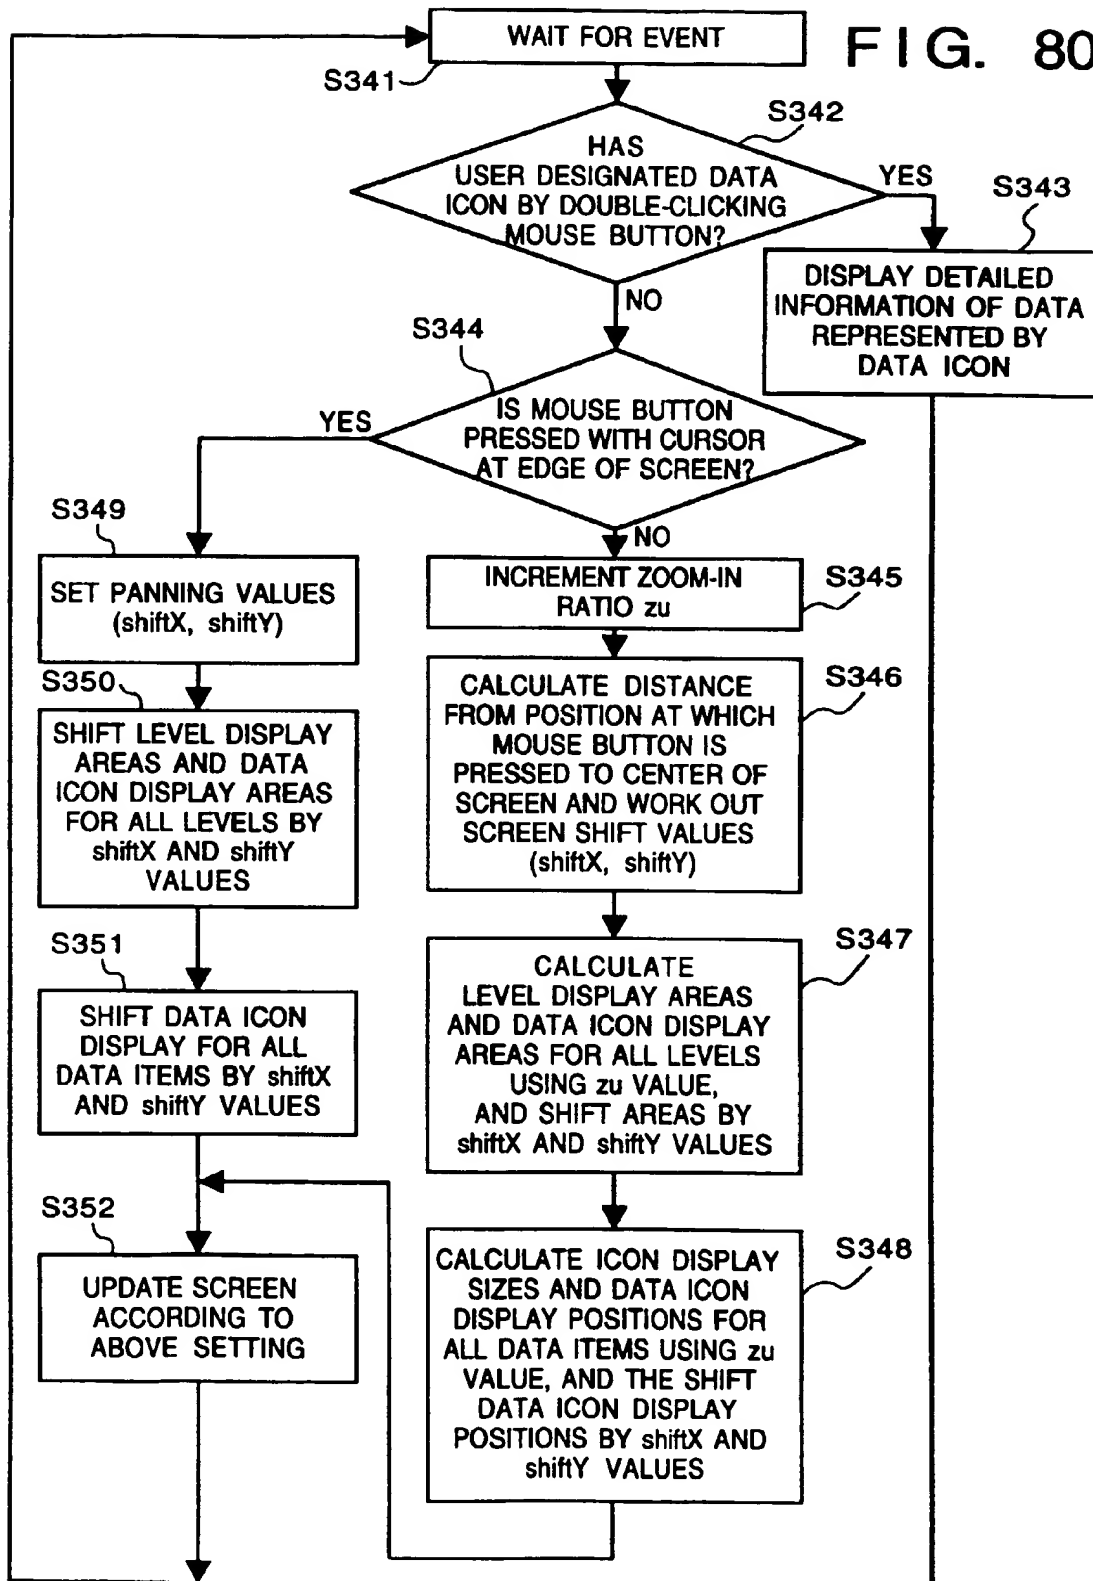 FIG. 80
WAIT FOR EVENT
S341
S342
HAS
USER DESIGNATED DATA
ICON BY DOUBLE-CLICKING
MOUSE BUTTON?
YES
S343
DISPLAY DETAILED
INFORMATION OF DATA
REPRESENTED BY
DATA ICON
NO
S344
IS MOUSE BUTTON
PRESSED WITH CURSOR
AT EDGE OF SCREEN?
YES
NO
S349
SET PANNING VALUES
(shiftX, shiftY)
S350
SHIFT LEVEL DISPLAY
AREAS AND DATA
ICON DISPLAY AREAS
FOR ALL LEVELS BY
shiftX AND shiftY
VALUES
S351
SHIFT DATA ICON
DISPLAY FOR ALL
DATA ITEMS BY shiftX
AND shiftY VALUES
S352
UPDATE SCREEN
ACCORDING TO
ABOVE SETTING
INCREMENT ZOOM-IN
RATIO zu
S345
CALCULATE DISTANCE
FROM POSITION AT WHICH
MOUSE BUTTON IS
PRESSED TO CENTER OF
SCREEN AND WORK OUT
SCREEN SHIFT VALUES
(shiftX, shiftY)
S346
CALCULATE
LEVEL DISPLAY AREAS
AND DATA ICON DISPLAY
AREAS FOR ALL LEVELS
USING zu VALUE,
AND SHIFT AREAS BY
shiftX AND shiftY VALUES
S347
CALCULATE ICON DISPLAY
SIZES AND DATA ICON
DISPLAY POSITIONS FOR
ALL DATA ITEMS USING zu
VALUE, AND THE SHIFT
DATA ICON DISPLAY
POSITIONS BY shiftX AND
shiftY VALUES
S348